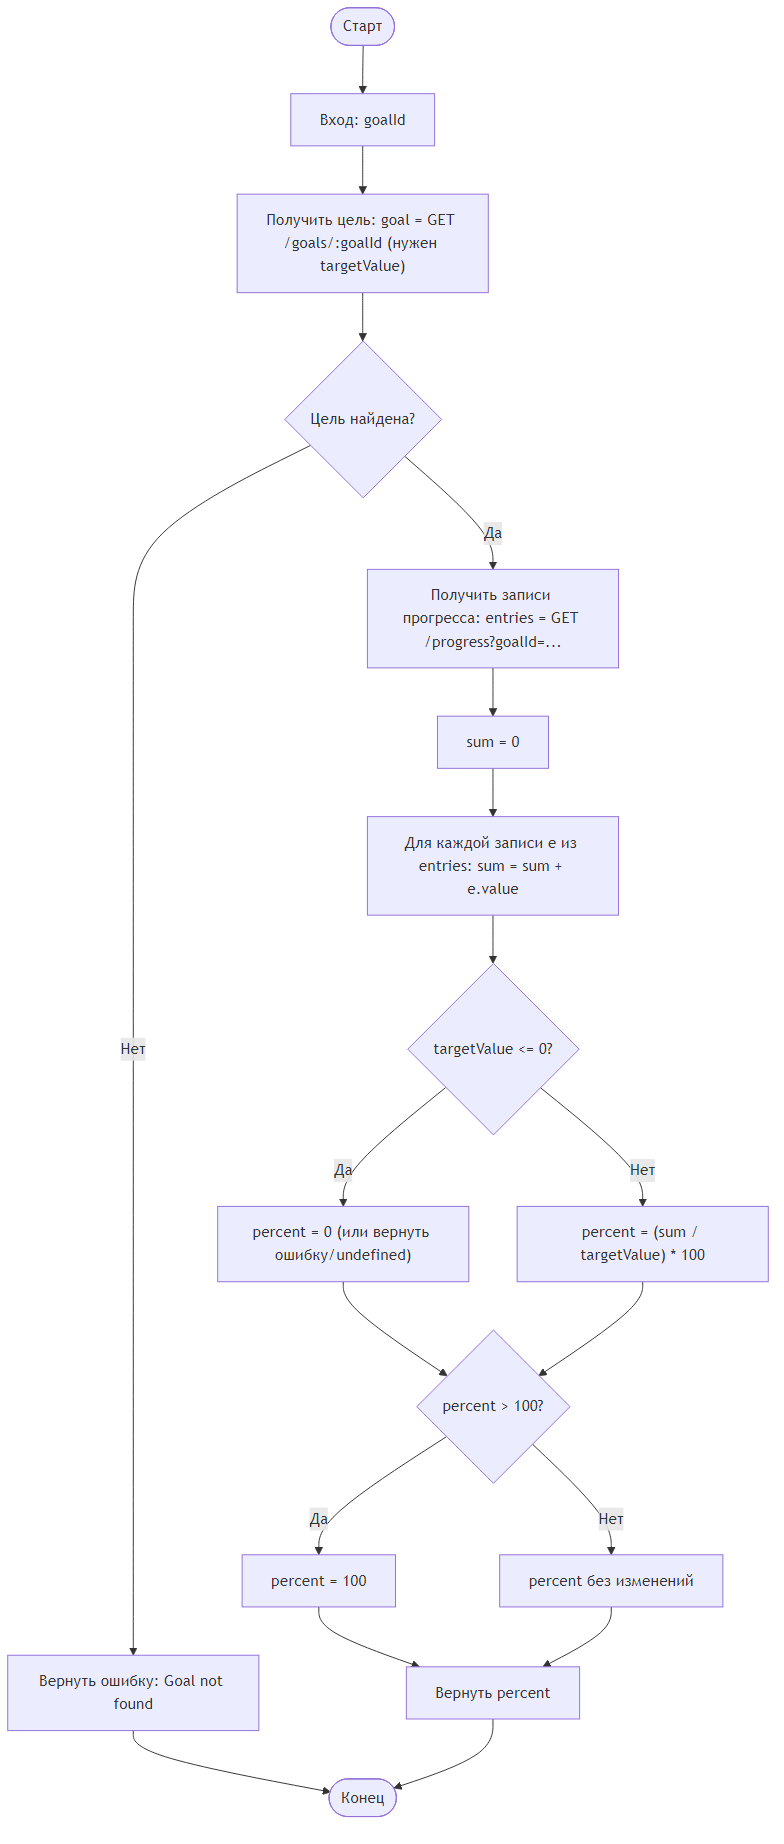 Старт
Вход: goalId
Получить цель: goal = GET
/goals/:goalId (нужен
targetValue)
Цель найдена?
Да
Получить записи
прогресса: entries = GET
/progress?goalId=...
sum = 0
Для каждой записи e из
entries: sum = sum +
e.value
Нет
targetValue <= 0?
Да
Нет
percent = 0 (или вернуть
ошибку/undefined)
percent = (sum /
targetValue) * 100
percent > 100?
Да
Нет
percent = 100
percent без изменений
Вернуть ошибку: Goal not
found
Вернуть percent
Конец